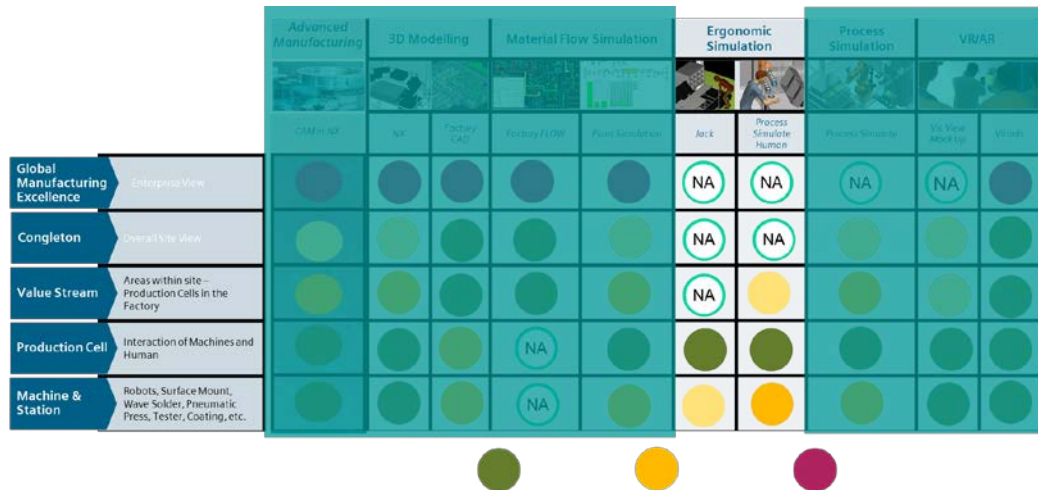 Advanced Manufacturing
3D Modelling
Material Flow Simulation
Ergonomic Simulation
Process Simulation
VR/AR
CAM in NX
NX
Factory CAD
Factory FLOW
Plant Simulation
Jack
Process Simulate Human
Process Simulate
Vis View Mock Up
Global Manufacturing Excellence
Enterprise View
NA
NA
NA
NA
Congleton
Overall Site View
NA
NA
Value Stream
Areas within site –
Production Cells in the
Factory
NA
Production Cell
Interaction of Machines and
Human
NA
Machine & Station
Robots, Surface Mount,
Wave Solder, Pneumatic
Press, Tester, Coating, etc.
NA